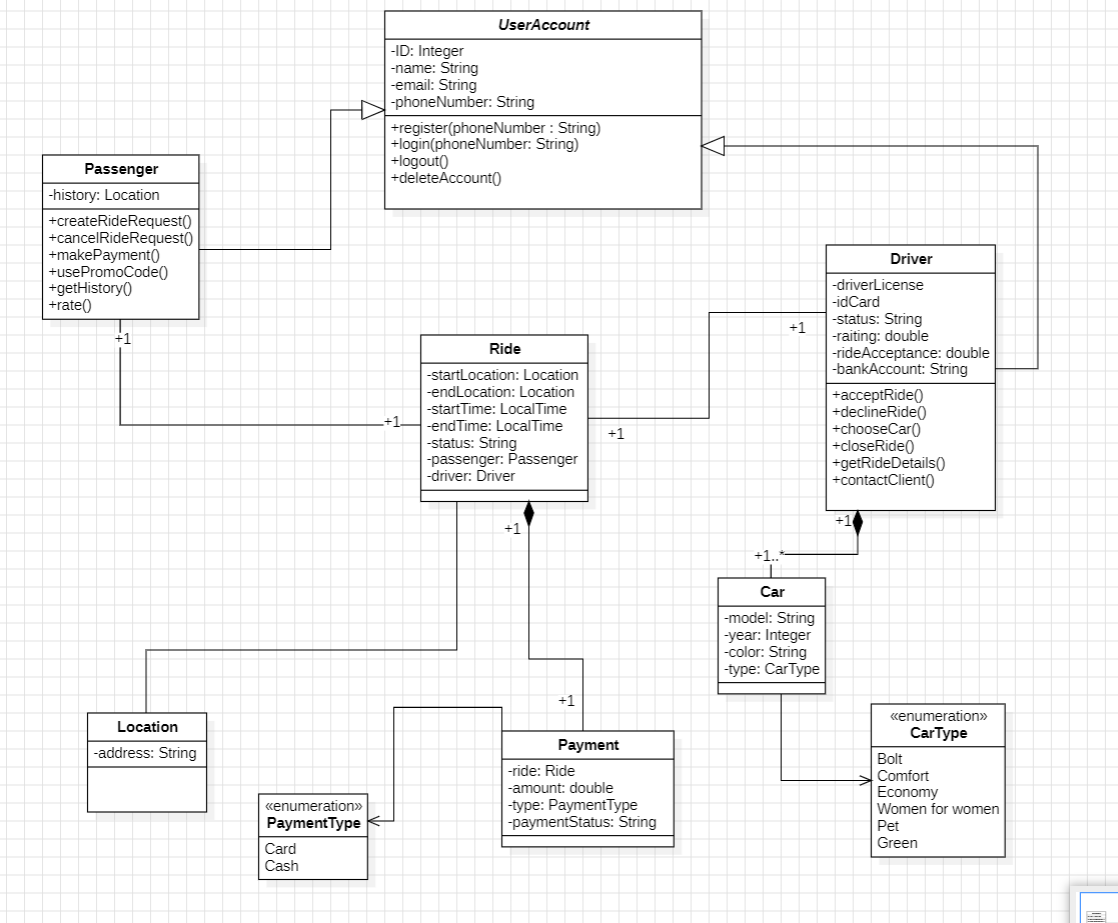 UserAccount
-ID: Integer
-name: String
-email: String
-phoneNumber: String
+register(phoneNumber : String)
+login(phoneNumber: String)
+logout()
+deleteAccount()
Passenger
-history: Location
+createRideRequest()
+cancelRideRequest()
+makePayment()
+usePromoCode()
+getHistory()
+rate()
+1
+1
Driver
-driverLicense
-idCard
-status: String
-raiting: double
-rideAcceptance: double
-bankAccount: String
+acceptRide()
+declineRide()
+chooseCar()
+closeRide()
+getRideDetails()
+contactClient()
+1
+1
Ride
-startLocation: Location
-endLocation: Location
-startTime: LocalTime
-endTime: LocalTime
-status: String
-passenger: Passenger
-driver: Driver
+1
+1
+1
+1..*
Car
-model: String
-year: Integer
-color: String
-type: CarType
Location
-address: String
Payment
-ride: Ride
-amount: double
-type: PaymentType
-paymentStatus: String
«enumeration»
PaymentType
Card
Cash
«enumeration»
CarType
Bolt
Comfort
Economy
Women for women
Pet
Green